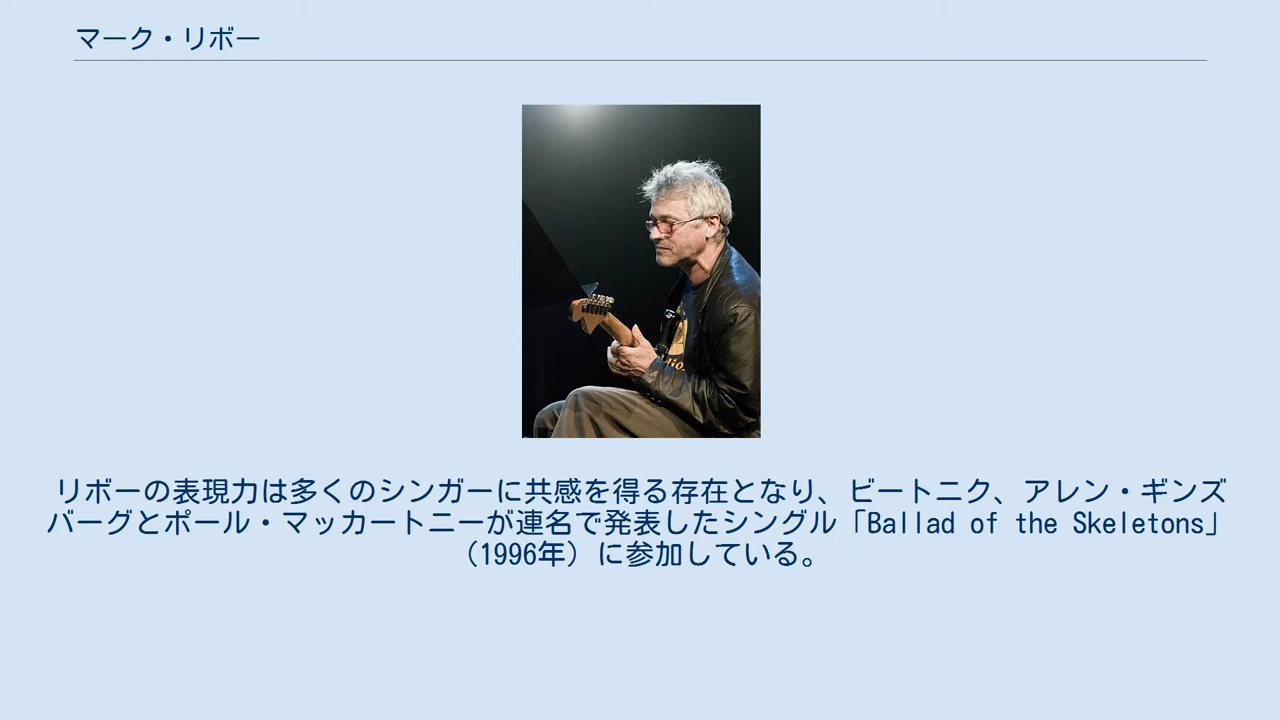 マーク・リボー
リボーの表現力は多くのシンガーに共感を得る存在となり、ビートニク、アレン・ギンズ
バーグとポール・マッカートニーが連名で発表したシングル「Ballad of the Skeletons」
（1996年）に参加している。